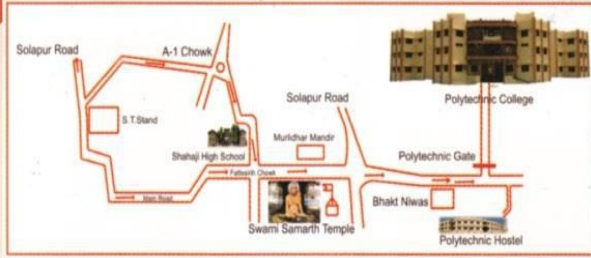 Solapur Road
A-1 Chowk
S.T.Stand
Shahaji High School
Main Road
Fattesinh Chowk
Solapur Road
Murlidhar Mandir
Swami Samarth Temple
Polytechnic College
Polytechnic Gate
Bhakt Niwas
Polytechnic Hostel